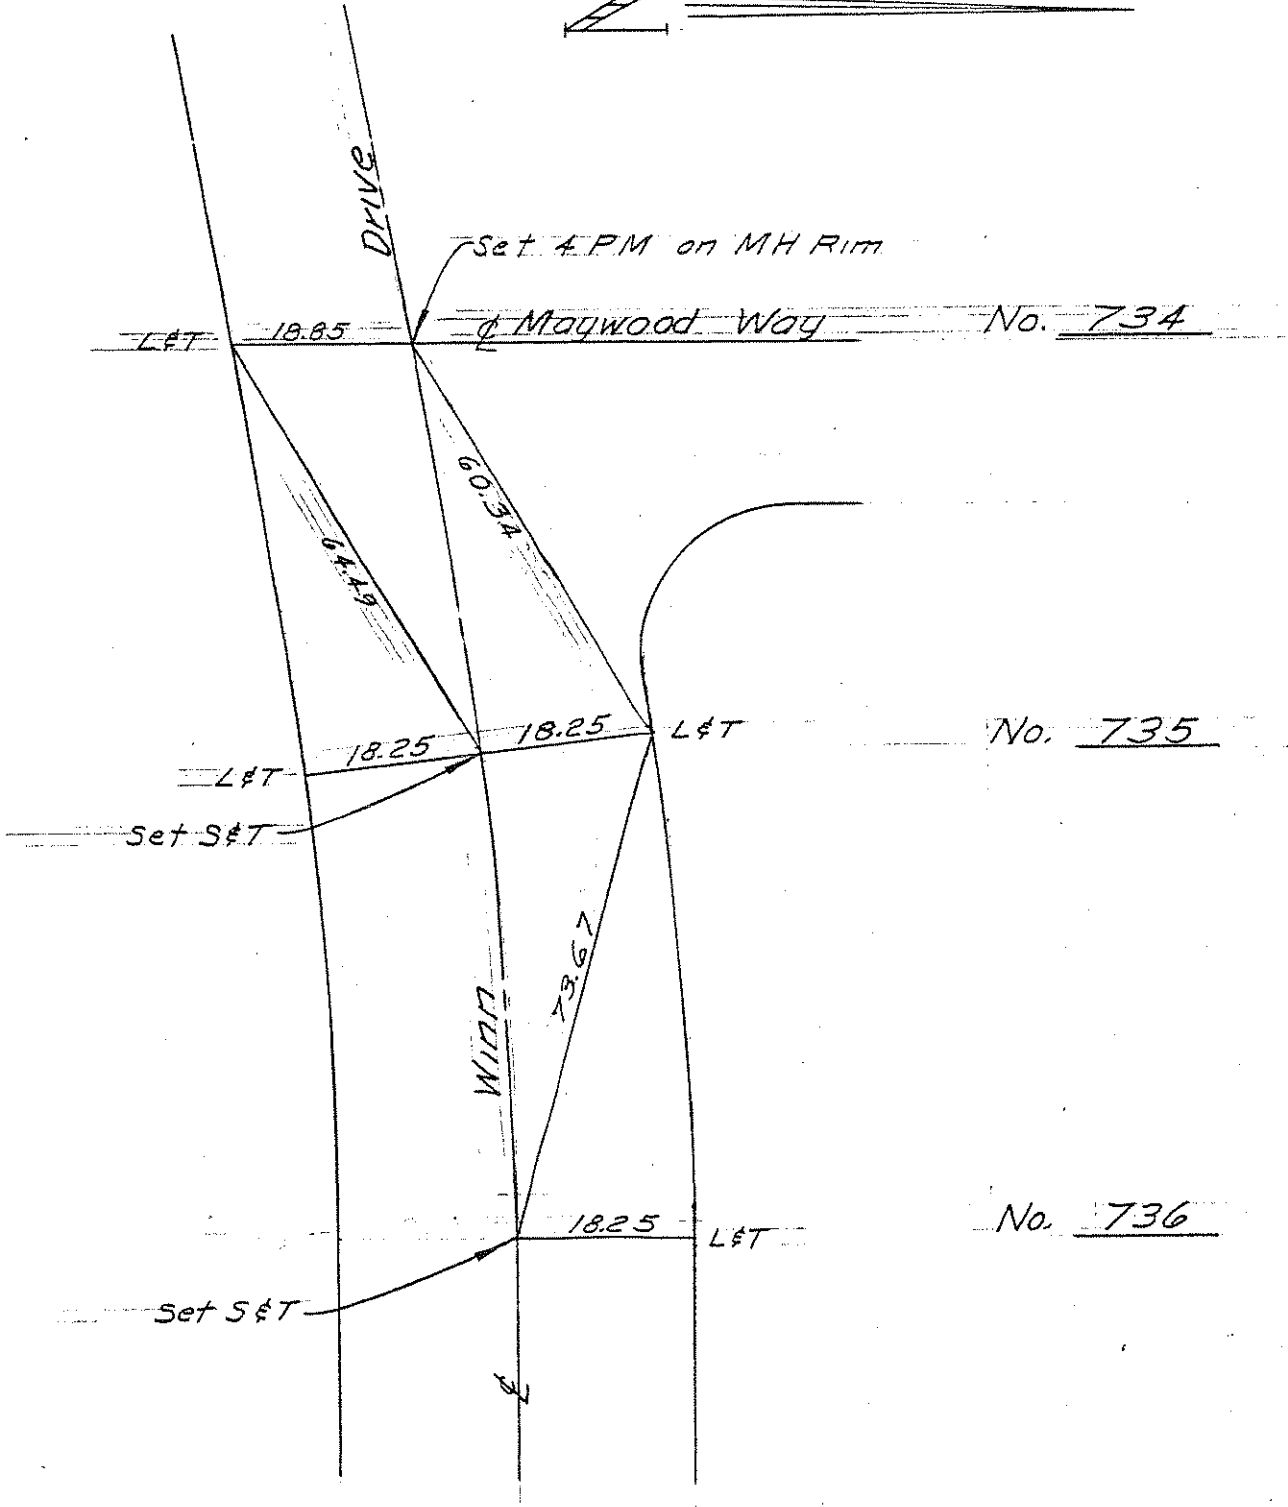 Drive
Set 4 PM on MH Rim
L&T 18.85 ℄ Maywood Way No. 734
60.34
64.49
18.25 18.25 L&T No. 735
L&T
Set S&T
73.67
Winn
18.25 L&T No. 736
Set S&T
℄